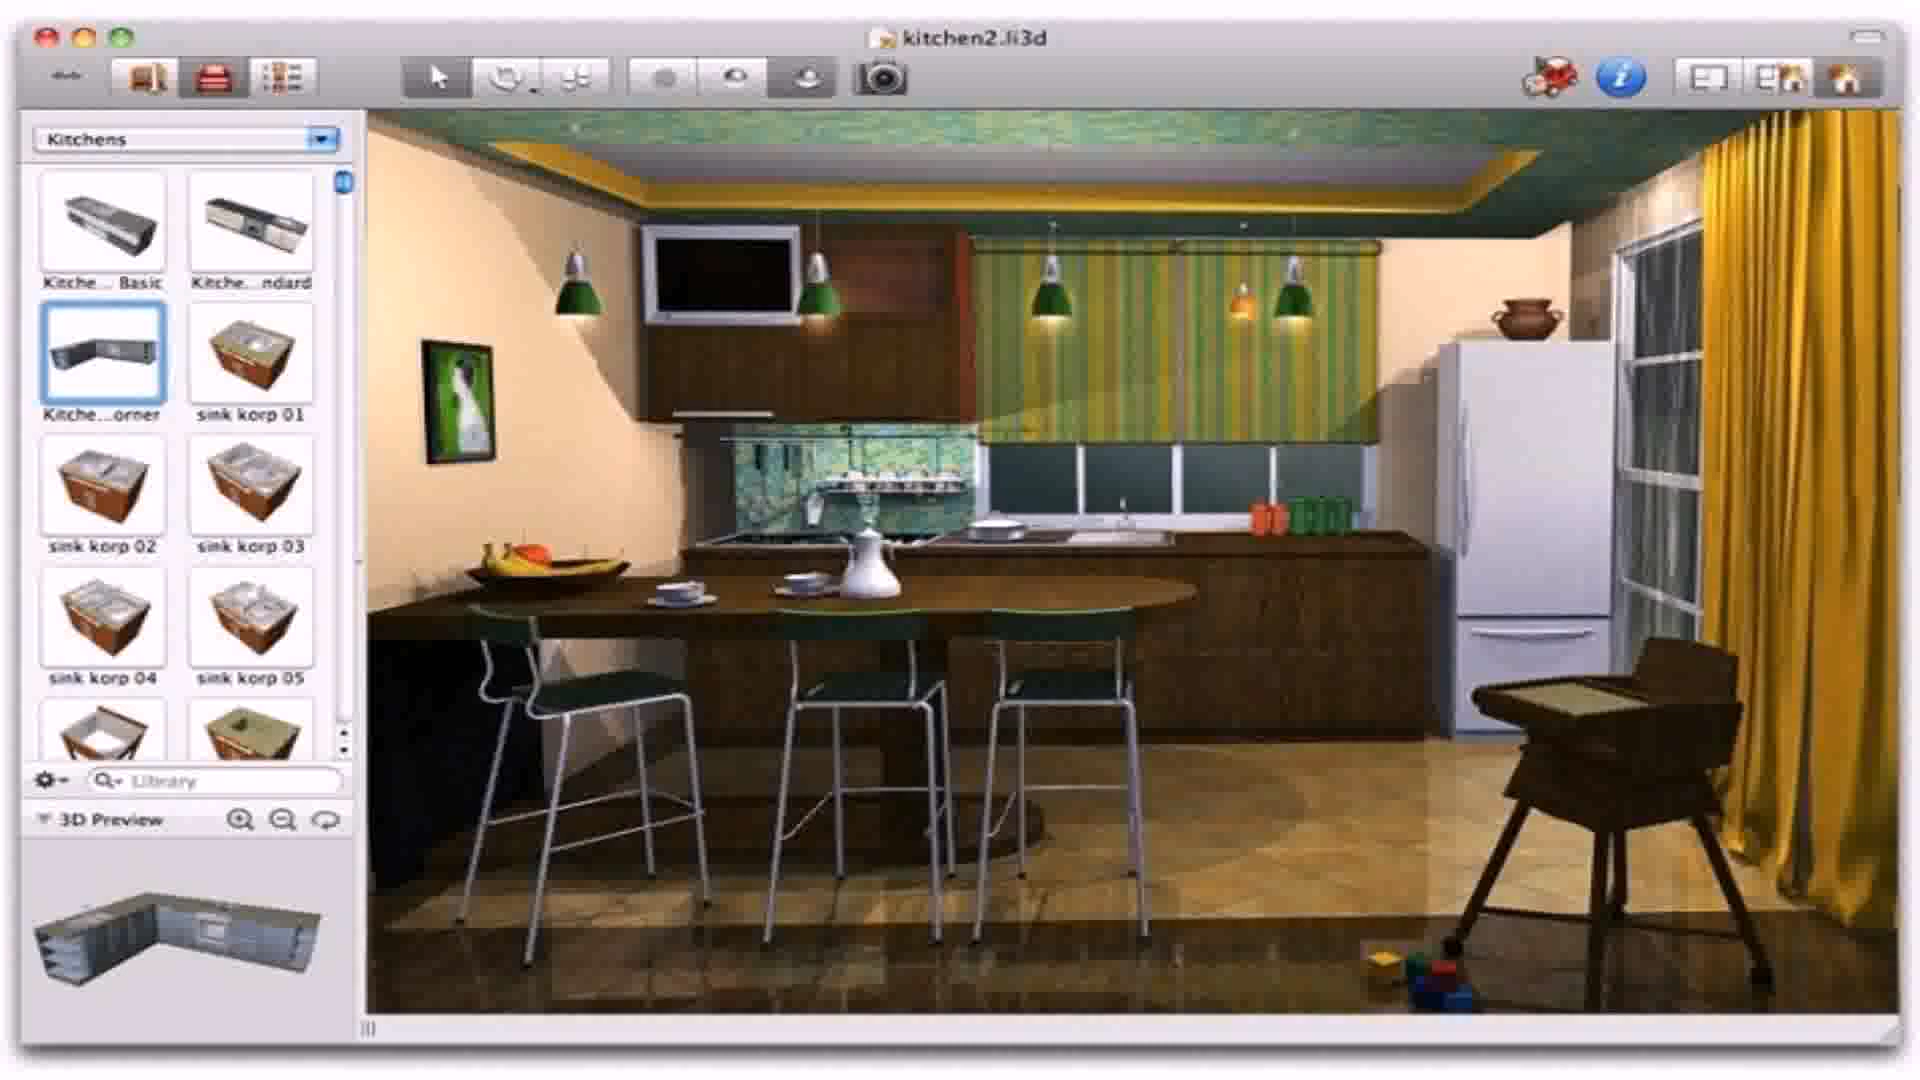 kitchen2.li3d
Kitchens
Kitche... Basic
Kitche...ndard
Kitche...orner
sink korp 01
sink korp 02
sink korp 03
sink korp 04
sink korp 05
Library
3D Preview